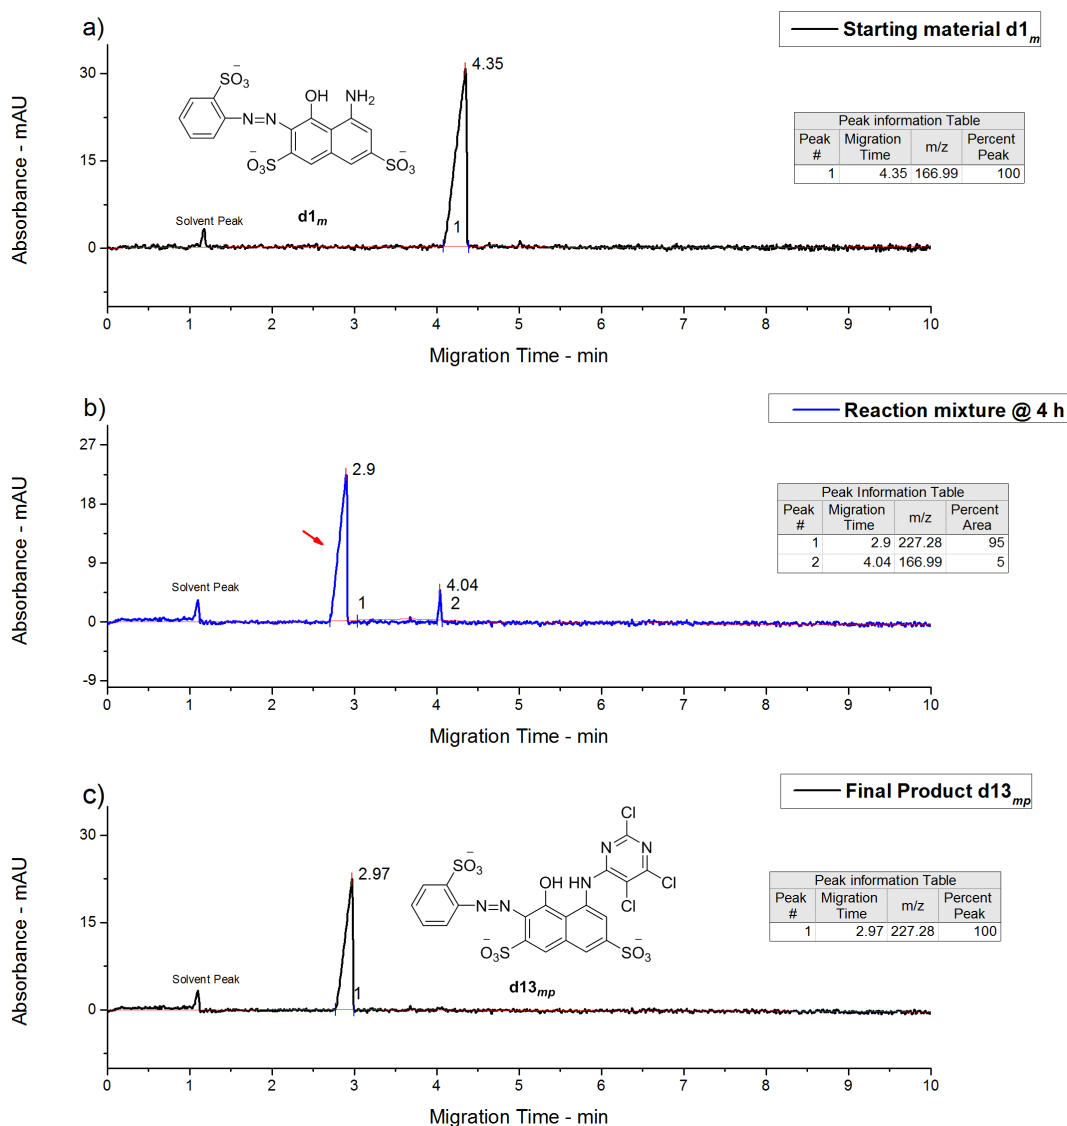 a)
Starting material d1m
4.35
SO3−
OH
NH2
N=N
−O3S
SO3−
d1m
Solvent Peak
1
Peak information Table
Peak # Migration Time m/z Percent Peak
1 4.35 166.99 100
Absorbance - mAU
30
15
0
0 1 2 3 4 5 6 7 8 9 10
Migration Time - min
b)
Reaction mixture @ 4 h
2.9
4.04
Solvent Peak
1
2
Peak Information Table
Peak # Migration Time m/z Percent Area
1 2.9 227.28 95
2 4.04 166.99 5
Absorbance - mAU
27
18
9
0
-9
0 1 2 3 4 5 6 7 8 9 10
Migration Time - min
c)
Final Product d13mp
2.97
Cl
N
N
Cl
Cl
SO3−
OH
HN
N=N
−O3S
SO3−
d13mp
Solvent Peak
1
Peak information Table
Peak # Migration Time m/z Percent Peak
1 2.97 227.28 100
Absorbance - mAU
30
15
0
0 1 2 3 4 5 6 7 8 9 10
Migration Time - min